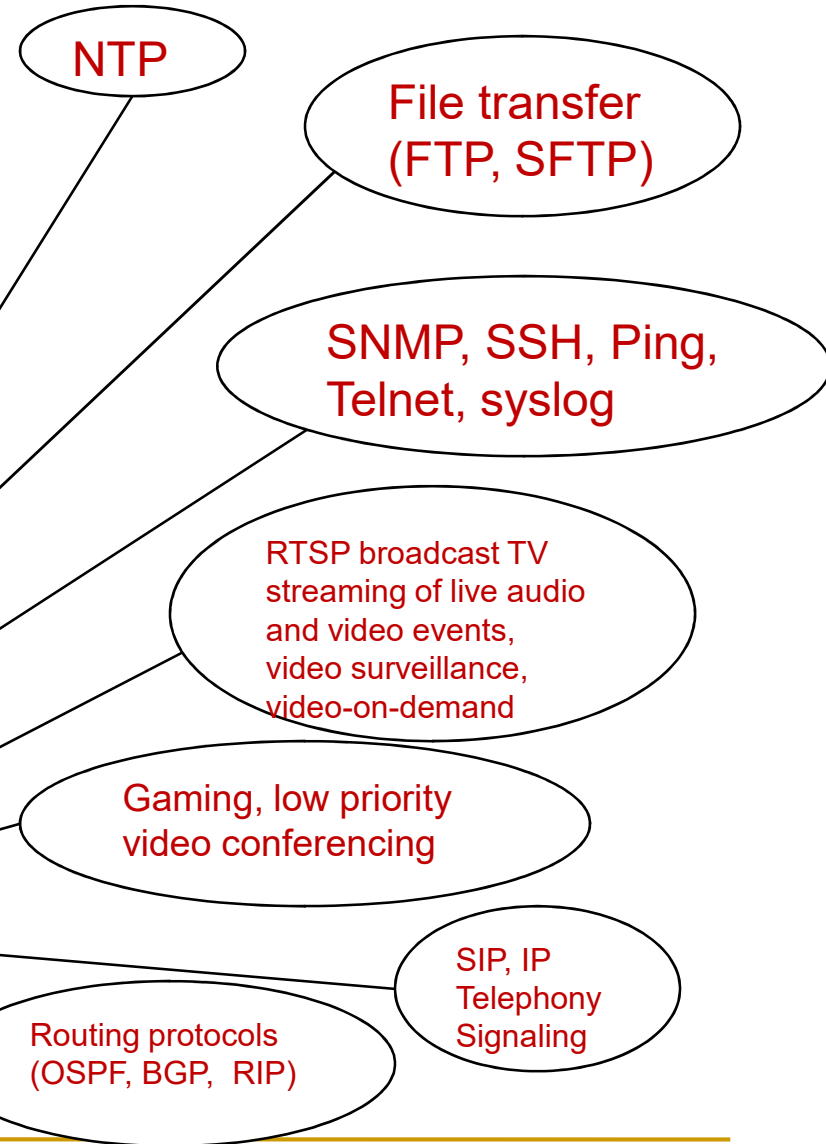 NTP
File transfer
(FTP, SFTP)
SNMP, SSH, Ping,
Telnet, syslog
RTSP broadcast TV
streaming of live audio
and video events,
video surveillance,
video-on-demand
Gaming, low priority
video conferencing
SIP, IP
Telephony
Signaling
Routing protocols
(OSPF, BGP, RIP)